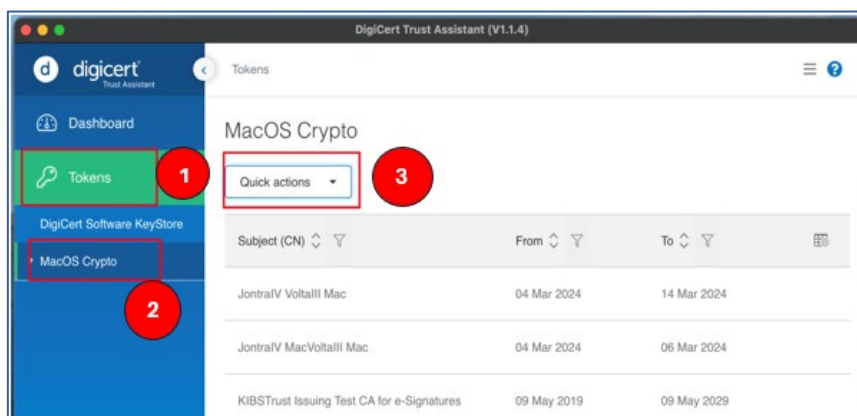 DigiCert Trust Assistant (V1.1.4)
d digicert®
Trust Assistant
Tokens
Dashboard
MacOS Crypto
Tokens
1
Quick actions
3
DigiCert Software KeyStore
MacOS Crypto
2
Subject (CN) From To
JontraIV VoltaIII Mac 04 Mar 2024 14 Mar 2024
JontraIV MacVoltaIII Mac 04 Mar 2024 06 Mar 2024
KIBSTrust Issuing Test CA for e-Signatures 09 May 2019 09 May 2029